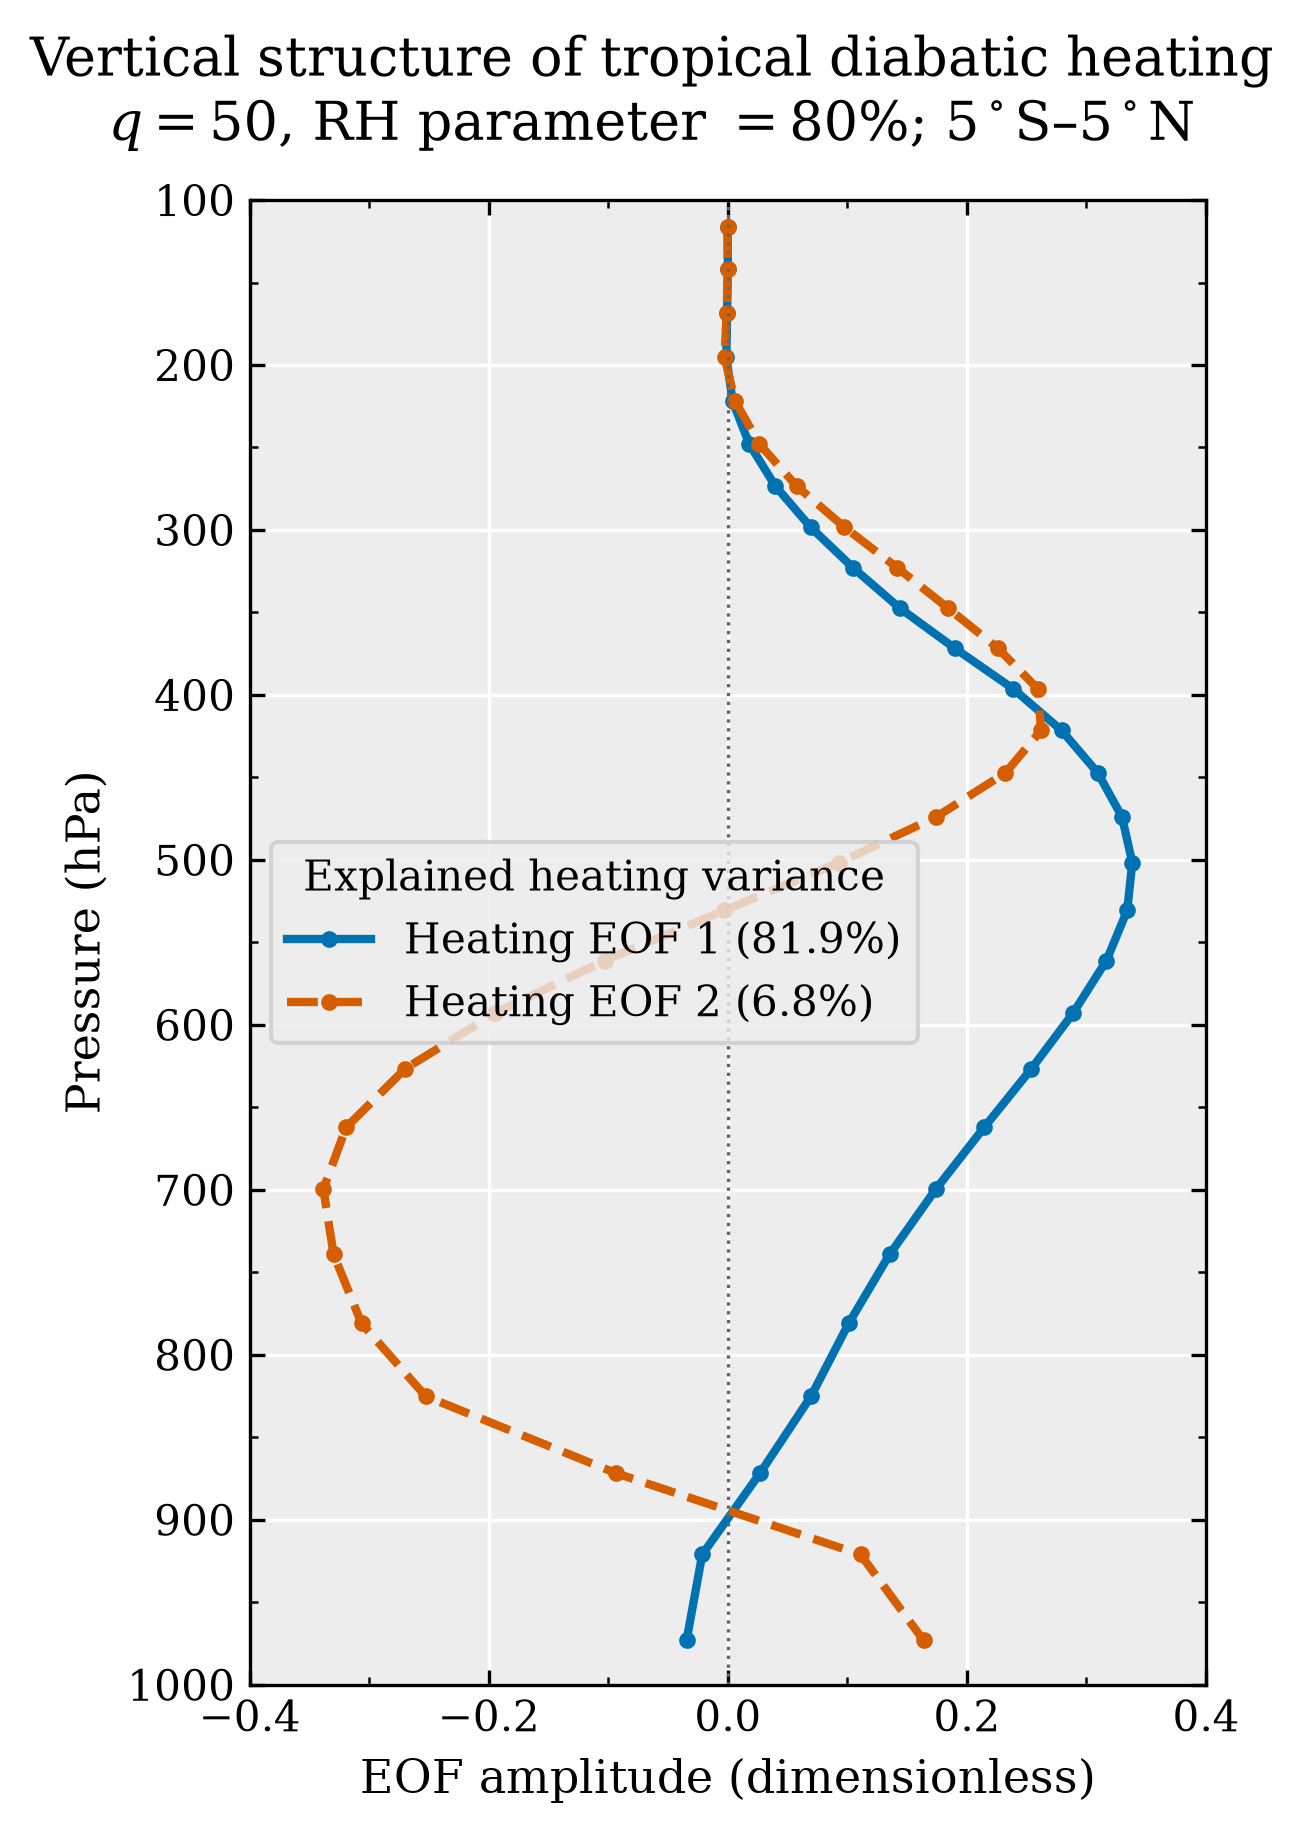 Vertical structure of tropical diabatic heating
q = 50, RH parameter = 80%; 5°S–5°N
100
200
300
400
500
600
700
800
900
1000
Pressure (hPa)
Explained heating variance
Heating EOF 1 (81.9%)
Heating EOF 2 (6.8%)
−0.4
−0.2
0.0
0.2
0.4
EOF amplitude (dimensionless)